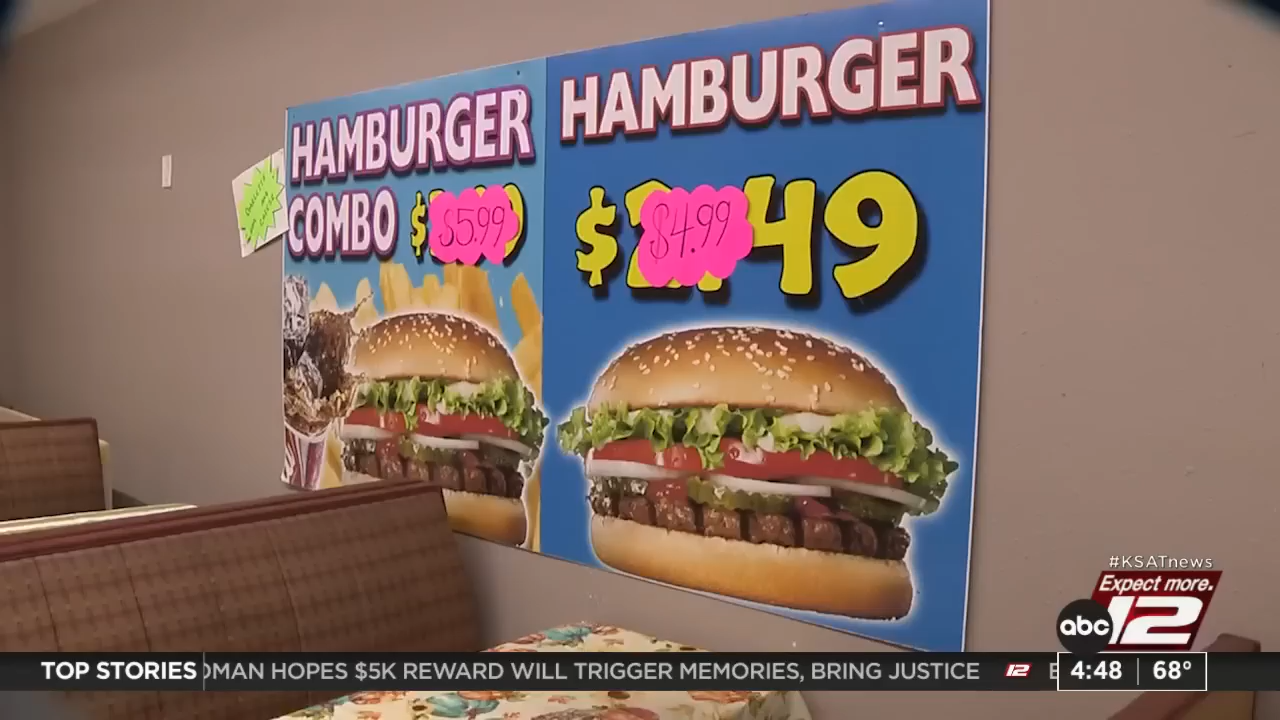 HAMBURGER
COMBO $5.99
HAMBURGER
$4.99 49
#KSATnews
Expect more.
abc 12
TOP STORIES OMAN HOPES $5K REWARD WILL TRIGGER MEMORIES, BRING JUSTICE 12 4:48 68°